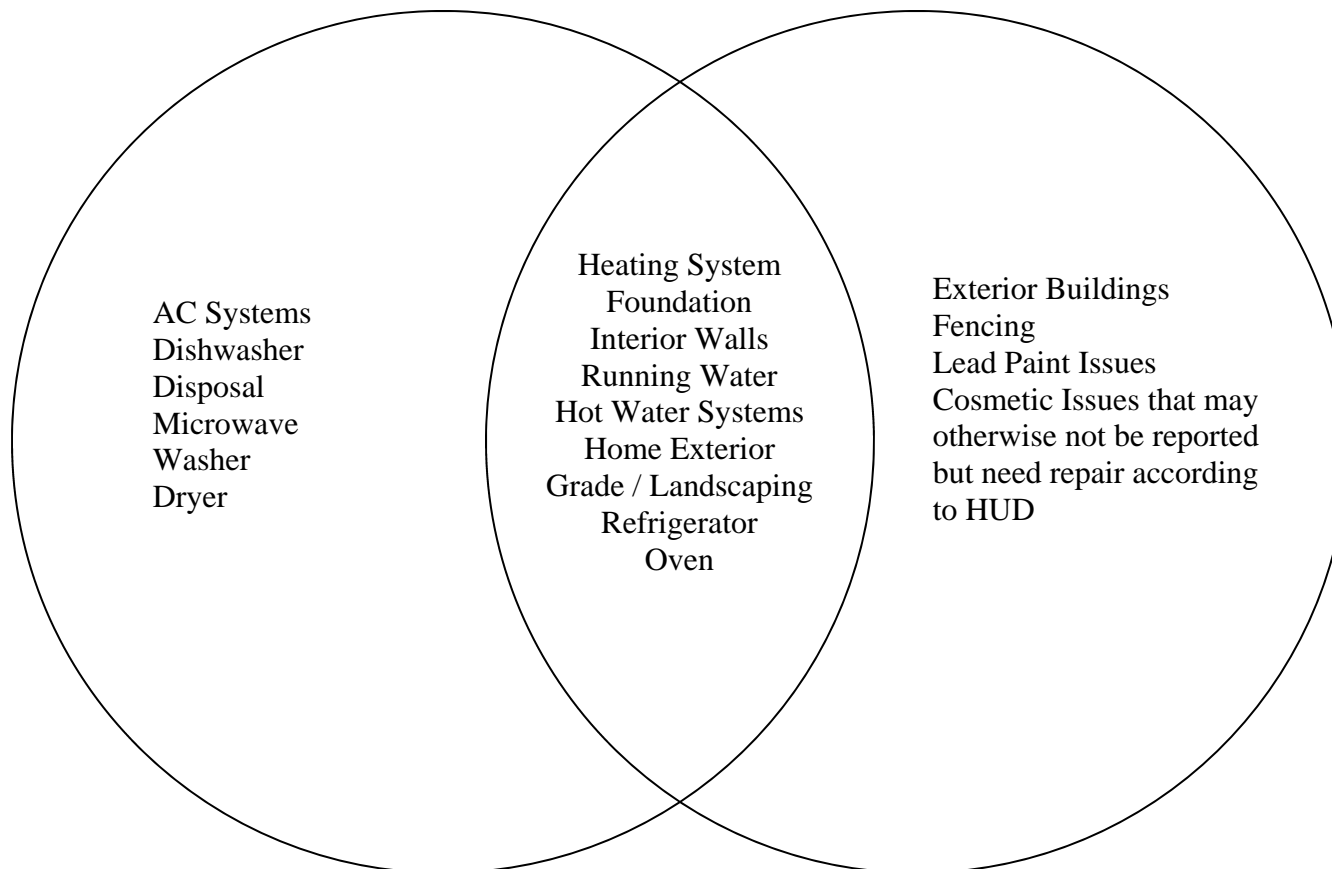 AC Systems
Dishwasher
Disposal
Microwave
Washer
Dryer
Heating System
Foundation
Interior Walls
Running Water
Hot Water Systems
Home Exterior
Grade / Landscaping
Refrigerator
Oven
Exterior Buildings
Fencing
Lead Paint Issues
Cosmetic Issues that may
otherwise not be reported
but need repair according
to HUD